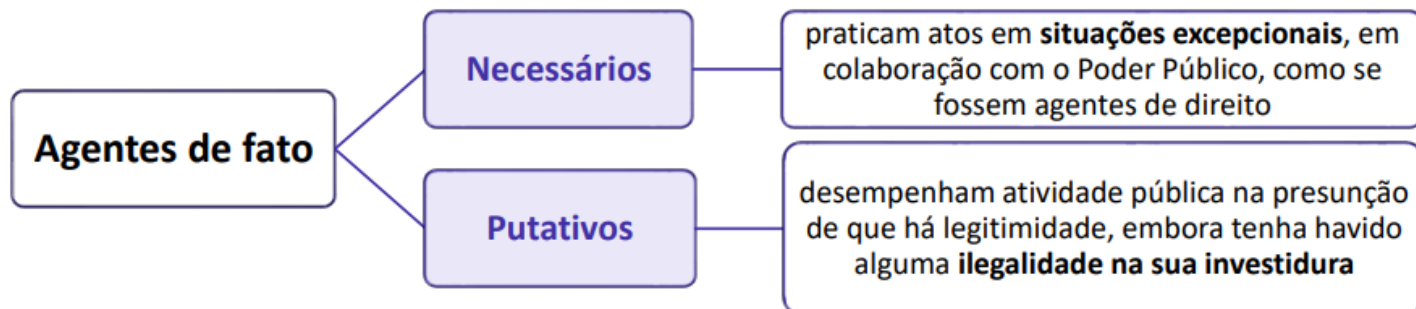 Agentes de fato
Necessários
praticam atos em situações excepcionais, em
colaboração com o Poder Público, como se
fossem agentes de direito
Putativos
desempenham atividade pública na presunção
de que há legitimidade, embora tenha havido
alguma ilegalidade na sua investidura